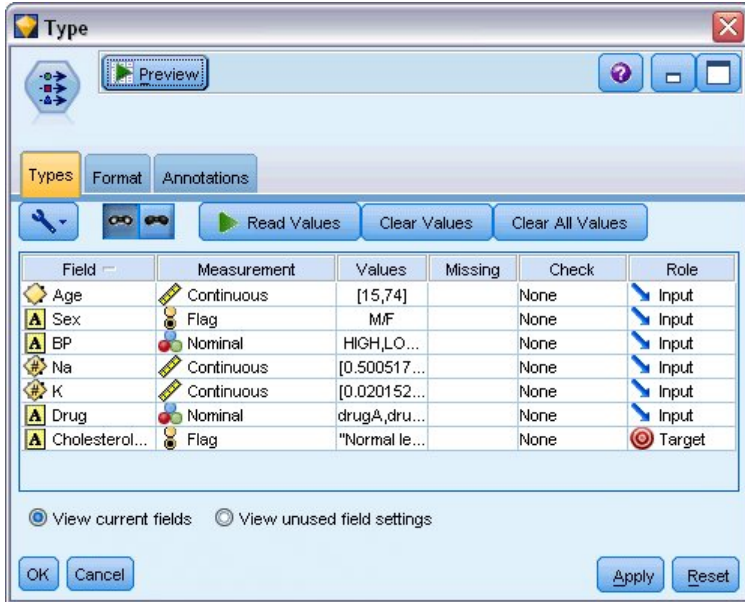 Type
Preview
Types Format Annotations
Read Values Clear Values Clear All Values
Field Measurement Values Missing Check Role
Age Continuous [15,74] None Input
A Sex Flag M/F None Input
A BP Nominal HIGH,LO... None Input
# Na Continuous [0.500517... None Input
# K Continuous [0.020152... None Input
A Drug Nominal drugA,dru... None Input
A Cholesterol... Flag "Normal le... None Target
View current fields View unused field settings
OK Cancel Apply Reset